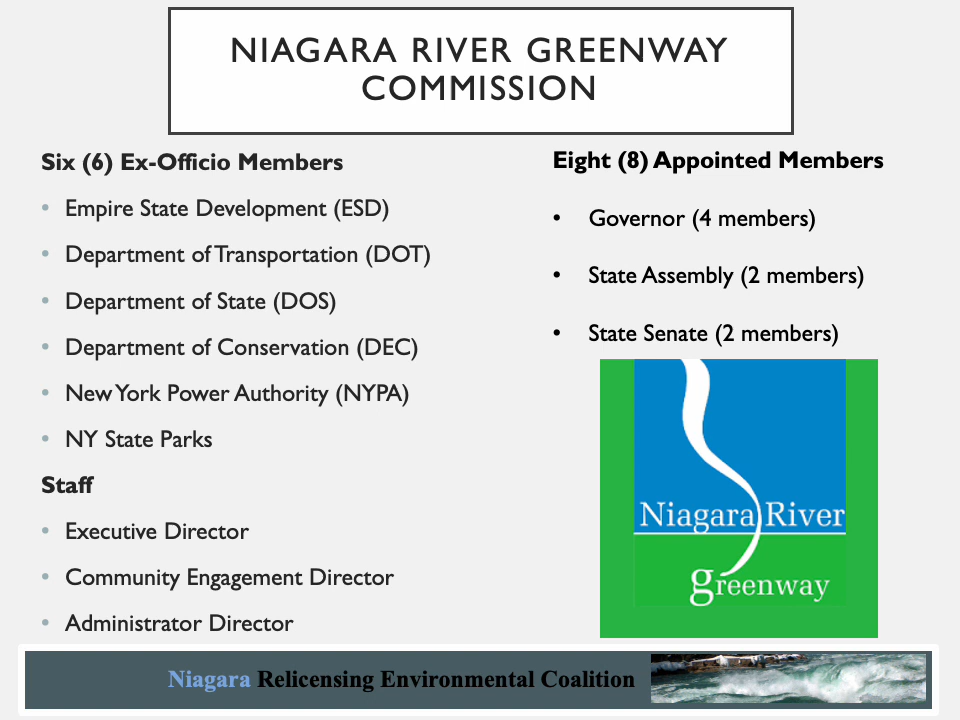 NIAGARA RIVER GREENWAY
COMMISSION
Six (6) Ex-Officio Members
• Empire State Development (ESD)
• Department of Transportation (DOT)
• Department of State (DOS)
• Department of Conservation (DEC)
• New York Power Authority (NYPA)
• NY State Parks
Staff
• Executive Director
• Community Engagement Director
• Administrator Director
Eight (8) Appointed Members
• Governor (4 members)
• State Assembly (2 members)
• State Senate (2 members)
Niagara River
greenway
Niagara Relicensing Environmental Coalition